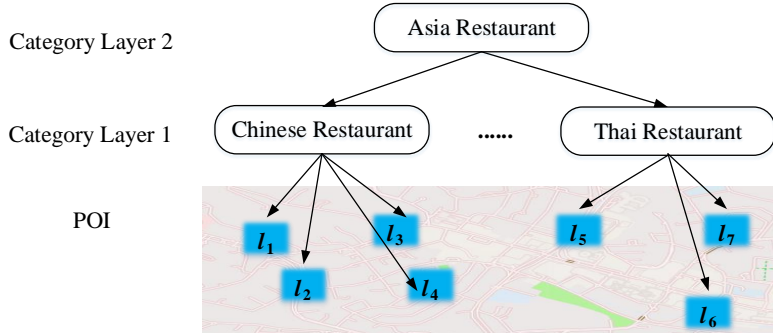 Category Layer 2
Asia Restaurant
Category Layer 1
Chinese Restaurant
......
Thai Restaurant
POI
l1
l2
l3
l4
l5
l6
l7